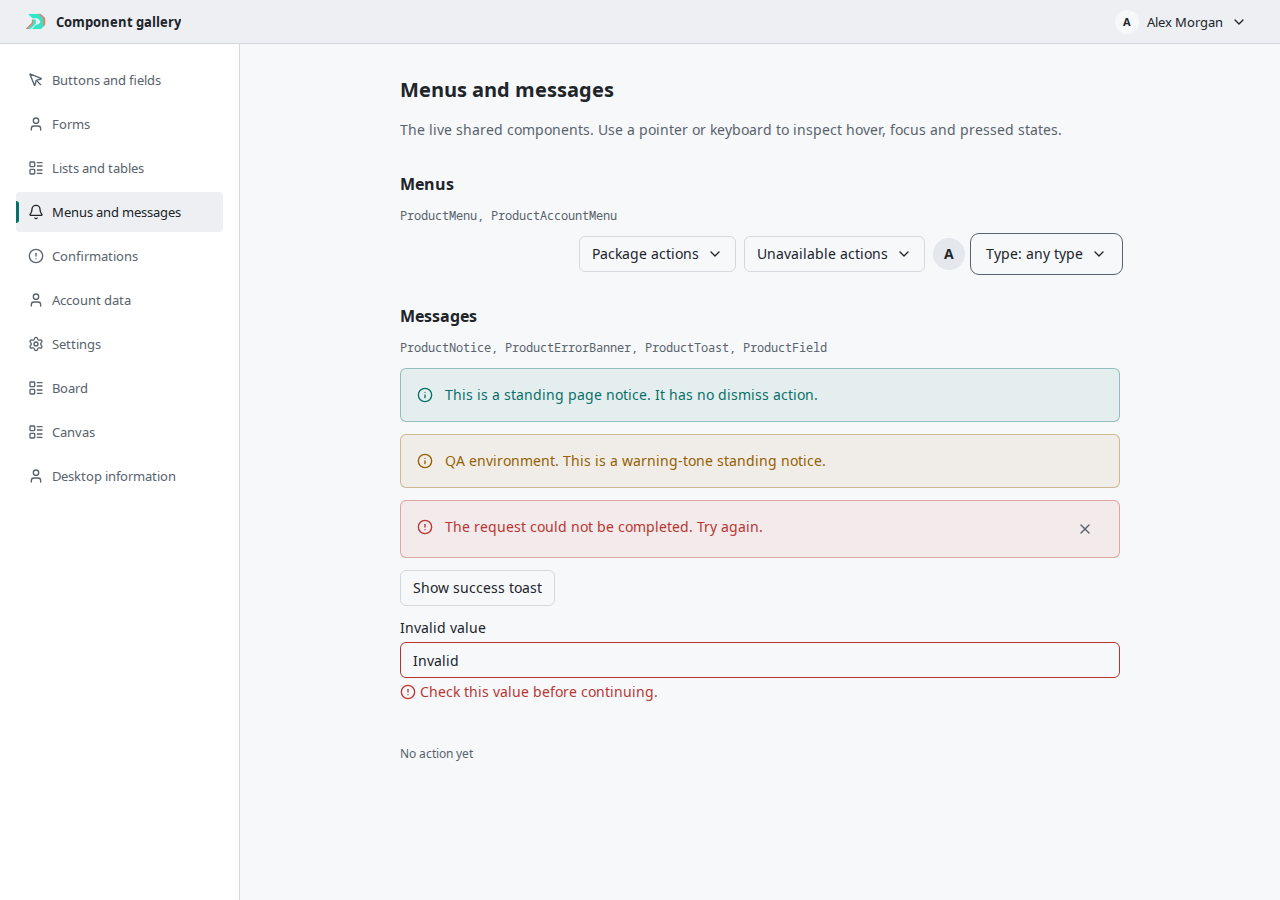 Component gallery
A
Alex Morgan
Buttons and fields
Forms
Lists and tables
Menus and messages
Confirmations
Account data
Settings
Board
Canvas
Desktop information
Menus and messages
The live shared components. Use a pointer or keyboard to inspect hover, focus and pressed states.
Menus
ProductMenu, ProductAccountMenu
Package actions
Unavailable actions
A
Type: any type
Messages
ProductNotice, ProductErrorBanner, ProductToast, ProductField
This is a standing page notice. It has no dismiss action.
QA environment. This is a warning-tone standing notice.
The request could not be completed. Try again.
Show success toast
Invalid value
Invalid
Check this value before continuing.
No action yet